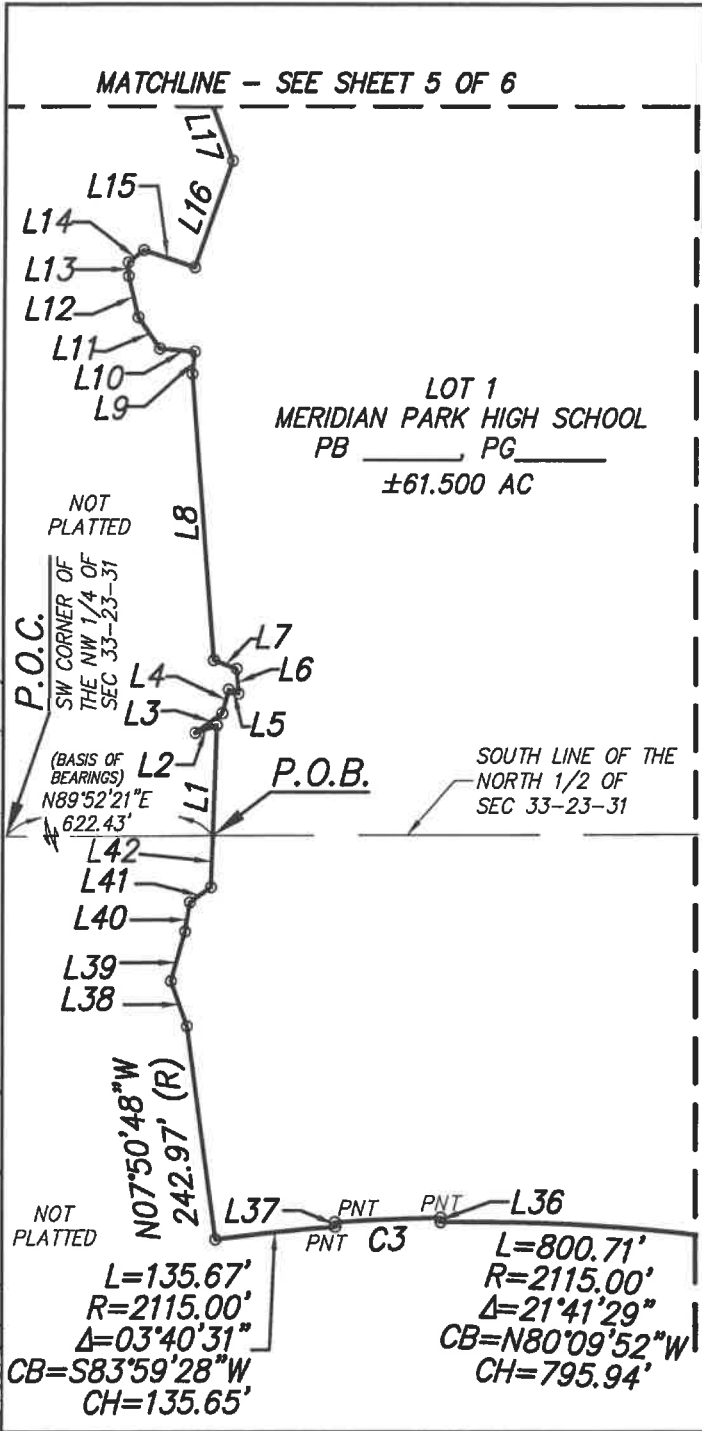 MATCHLINE – SEE SHEET 5 OF 6
L17
L15
L16
L14
L13
L12
L11
L10
L9
LOT 1
MERIDIAN PARK HIGH SCHOOL
PB ______, PG______
±61.500 AC
NOT
PLATTED
L8
P.O.C.
SW CORNER OF
THE NW 1/4 OF
SEC 33-23-31
L7
L6
L4
L3
L5
L2
(BASIS OF
BEARINGS)
N89°52'21"E
622.43'
L1
P.O.B.
SOUTH LINE OF THE
NORTH 1/2 OF
SEC 33-23-31
L42
L41
L40
L39
L38
N07°50'48"W
242.97' (R)
NOT
PLATTED
L37
PNT
PNT
C3
PNT
L36
L=135.67'
R=2115.00'
Δ=03°40'31"
CB=S83°59'28"W
CH=135.65'
L=800.71'
R=2115.00'
Δ=21°41'29"
CB=N80°09'52"W
CH=795.94'